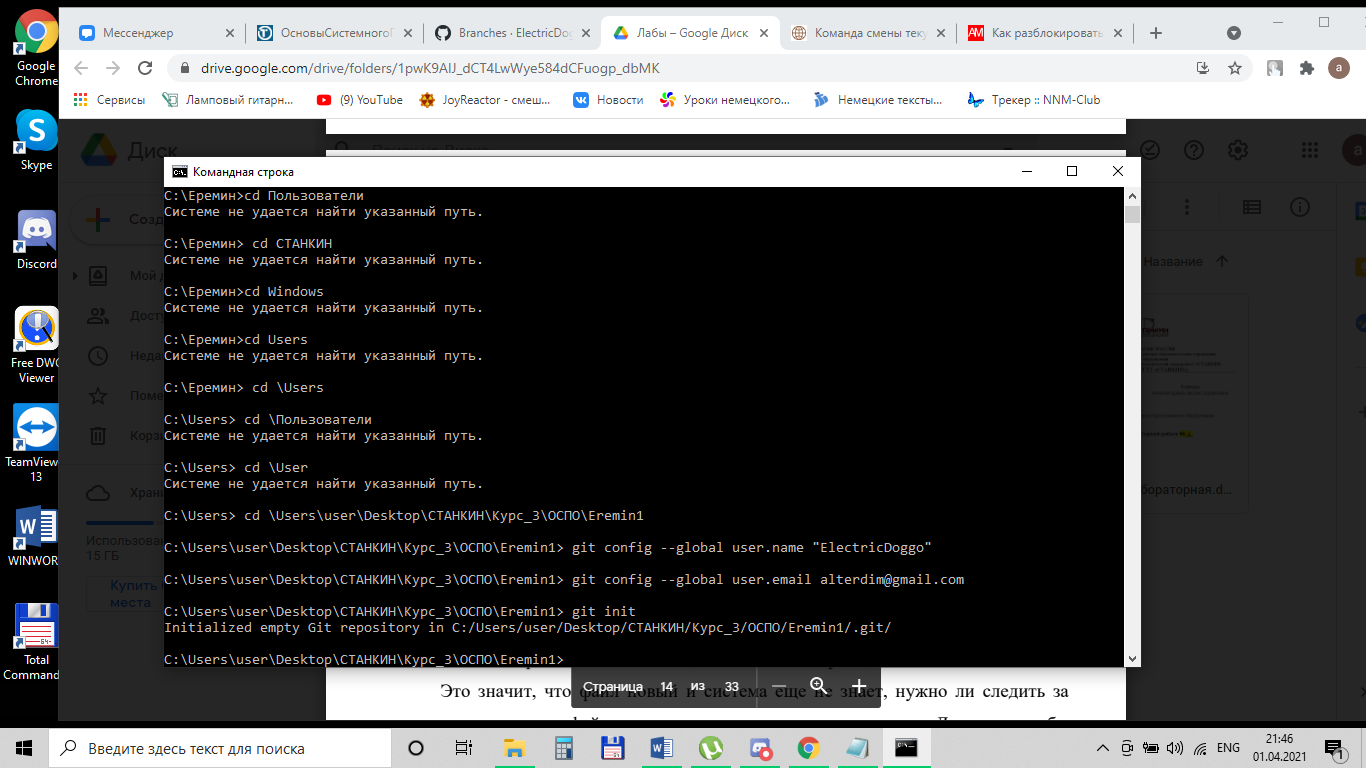 Google
Chrome
Skype
Discord
Free DWG
Viewer
TeamView
13
WINWOR
Total
Command
Мессенджер
ОсновыСистемногоП
Branches · ElectricDog
Лабы – Google Диск
Команда смены теку
Как разблокировать
drive.google.com/drive/folders/1pwK9AIJ_dCT4LwWye584dCFuogp_dbMK
a
Сервисы
Ламповый гитарн...
(9) YouTube
JoyReactor - смеш...
Новости
Уроки немецкого...
Немецкие тексты...
Трекер :: NNM-Club
Диск
Созд
Мой д
Дост
Неда
Поме
Корз
Хран
Использован
15 ГБ
Купить
места
Название
бораторная.d...
Командная строка
C:\Еремин>cd Пользователи
Системе не удается найти указанный путь.
C:\Еремин> cd СТАНКИН
Системе не удается найти указанный путь.
C:\Еремин>cd Windows
Системе не удается найти указанный путь.
C:\Еремин>cd Users
Системе не удается найти указанный путь.
C:\Еремин> cd \Users
C:\Users> cd \Пользователи
Системе не удается найти указанный путь.
C:\Users> cd \User
Системе не удается найти указанный путь.
C:\Users> cd \Users\user\Desktop\СТАНКИН\Курс_3\ОСПО\Eremin1
C:\Users\user\Desktop\СТАНКИН\Курс_3\ОСПО\Eremin1> git config --global user.name "ElectricDoggo"
C:\Users\user\Desktop\СТАНКИН\Курс_3\ОСПО\Eremin1> git config --global user.email alterdim@gmail.com
C:\Users\user\Desktop\СТАНКИН\Курс_3\ОСПО\Eremin1> git init
Initialized empty Git repository in C:/Users/user/Desktop/СТАНКИН/Курс_3/ОСПО/Eremin1/.git/
C:\Users\user\Desktop\СТАНКИН\Курс_3\ОСПО\Eremin1>
Страница 14 из 33
Это значит, что файл новый и система еще не знает, нужно ли следить за
Введите здесь текст для поиска
ENG
21:46
01.04.2021
1